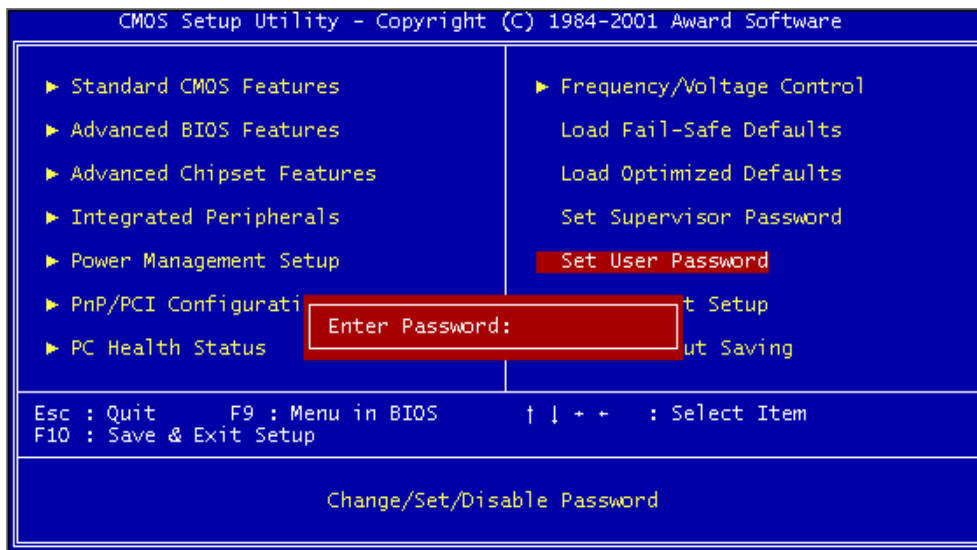 CMOS Setup Utility - Copyright (C) 1984-2001 Award Software
► Standard CMOS Features
► Advanced BIOS Features
► Advanced Chipset Features
► Integrated Peripherals
► Power Management Setup
► PnP/PCI Configurati
► PC Health Status
► Frequency/Voltage Control
Load Fail-Safe Defaults
Load Optimized Defaults
Set Supervisor Password
Set User Password
t Setup
ut Saving
Enter Password:
Esc : Quit F9 : Menu in BIOS ↑ ↓ ← ← : Select Item
F10 : Save & Exit Setup
Change/Set/Disable Password